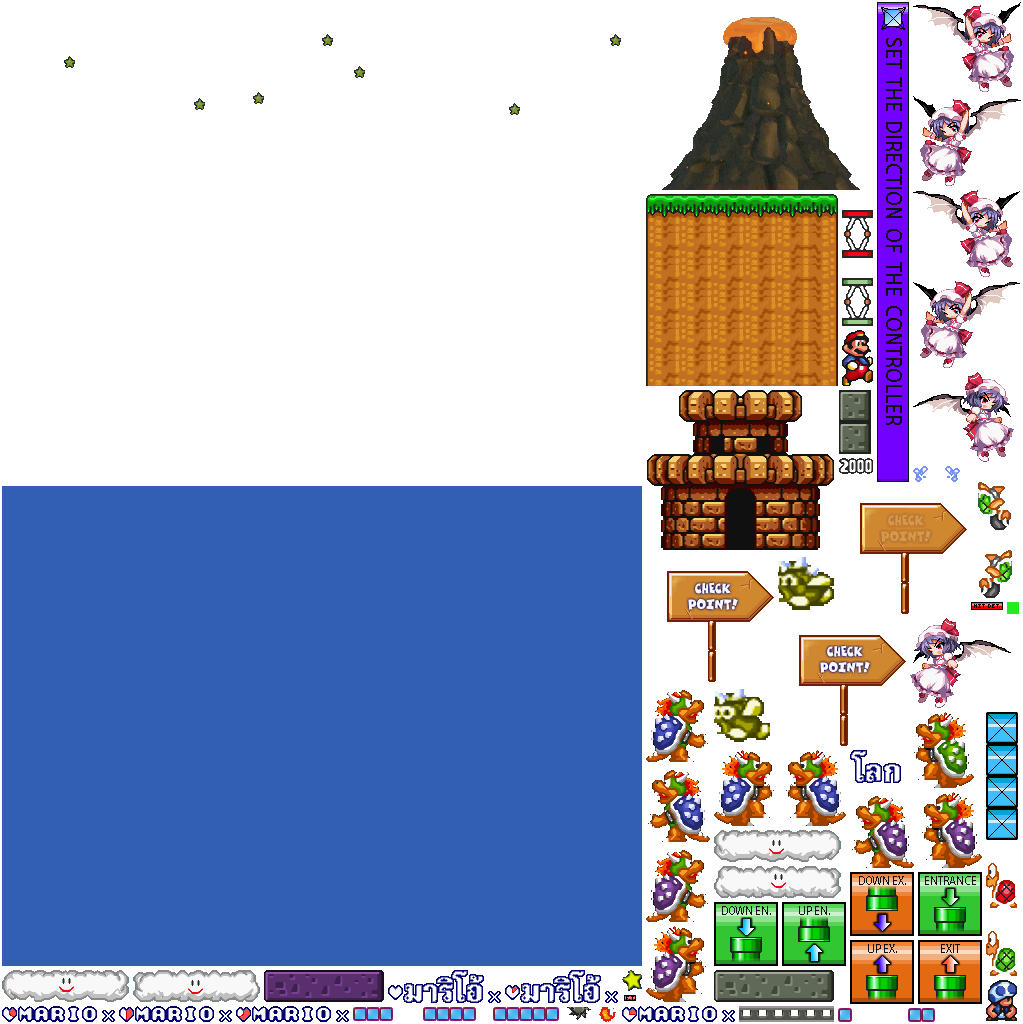 SET THE DIRECTION OF THE CONTROLLER
2000
CHECK
POINT!
CHECK
POINT!
CHECK
POINT!
โลก
DOWN EX.
ENTRANCE
DOWN EN.
UP EN.
UP EX.
EXIT
มาริโอ้ × มาริโอ้ ×
MARIO × MARIO × MARIO × MARIO ×